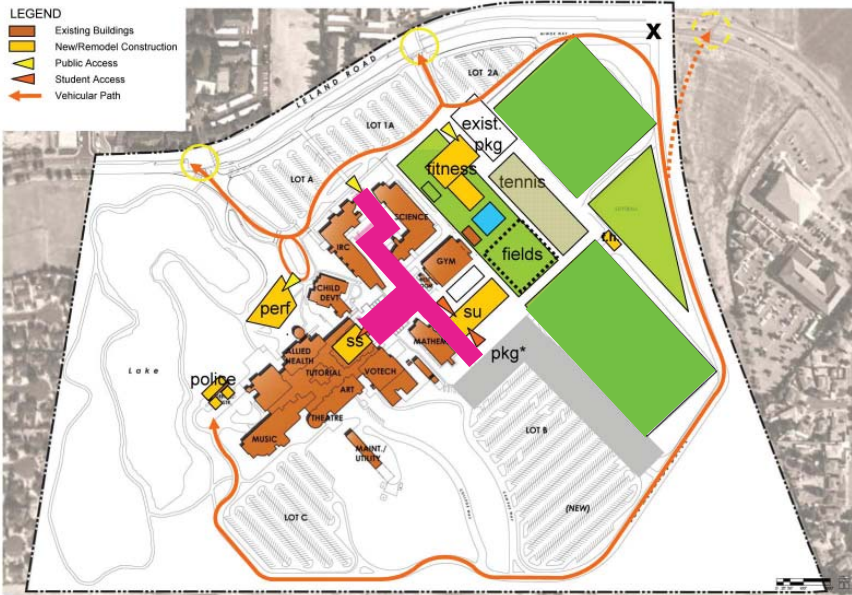 LEGEND
Existing Buildings
New/Remodel Construction
Public Access
Student Access
Vehicular Path
LELAND ROAD
X
LOT 2A
LOT 1A
LOT A
exist.
pkg
fitness
tennis
SCIENCE
IRC
GYM
fields
f.h.
CHILD
DEVT
perf
su
ss
MATHEM
pkg*
Lake
police
ALLIED
HEALTH
TUTORIAL
VOTECH
ART
THEATRE
MUSIC
MAINT./
UTILITY
LOT B
LOT C
(NEW)